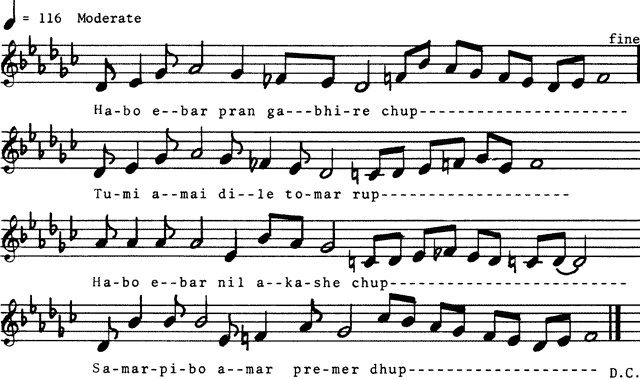 = 116 Moderate
fine
Ha-bo e--bar pran ga---bhi-re chup----------------------
Tu-mi a--mai di--le to-mar rup--------------------
Ha-bo e--bar nil a--ka-she chup-------------------------
Sa-mar-pi-bo a--mar pre-mer dhup--------------------
D.C.